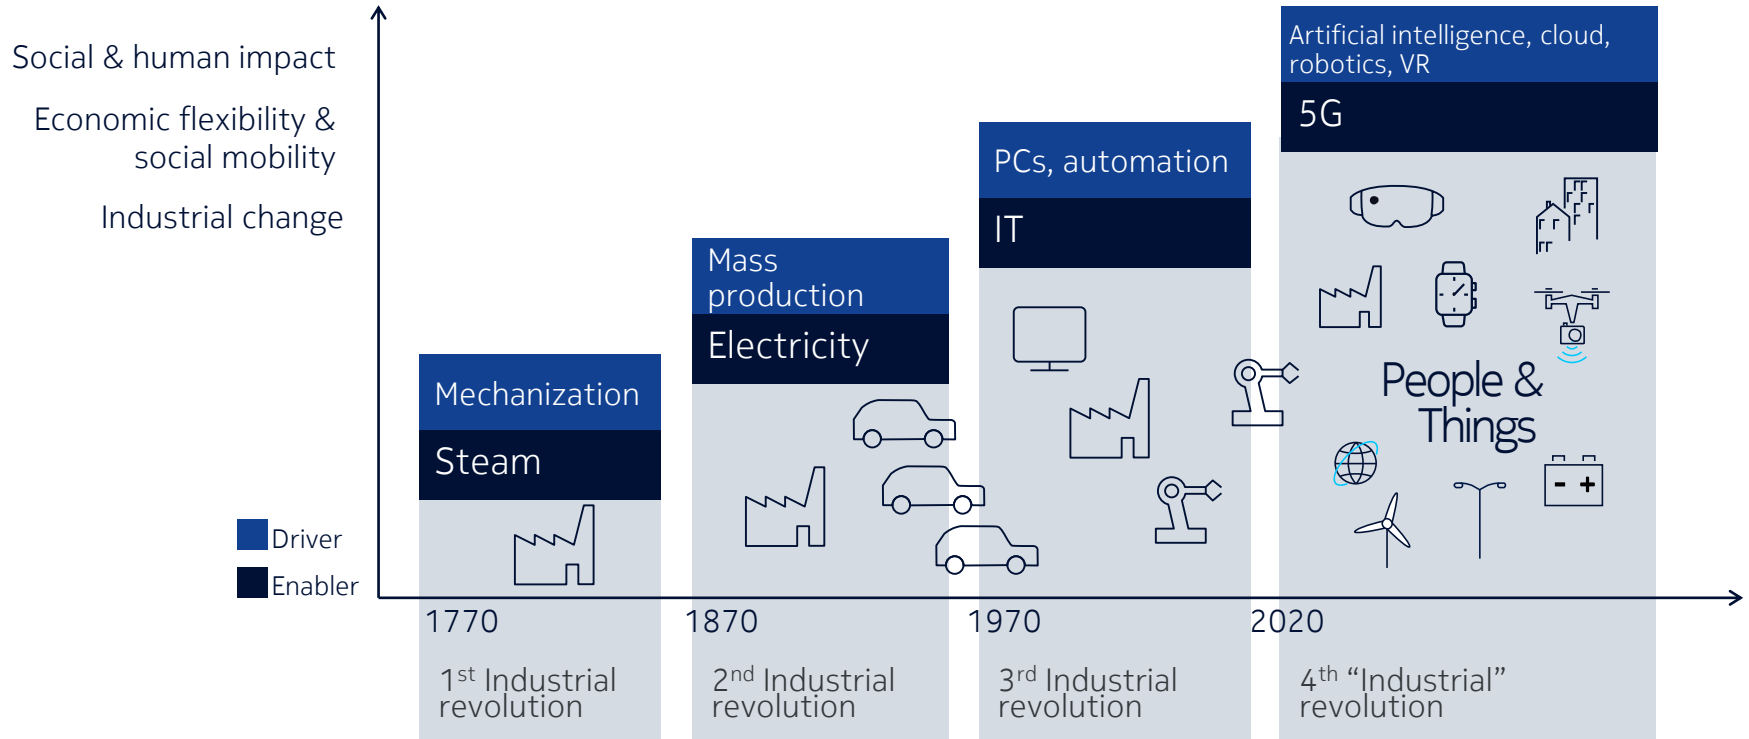 Social & human impact
Economic flexibility &
social mobility
Industrial change
Driver
Enabler
Mechanization
Steam
1770
1st Industrial
revolution
Mass
production
Electricity
1870
2nd Industrial
revolution
PCs, automation
IT
1970
3rd Industrial
revolution
Artificial intelligence, cloud,
robotics, VR
5G
People &
Things
- +
2020
4th “Industrial”
revolution